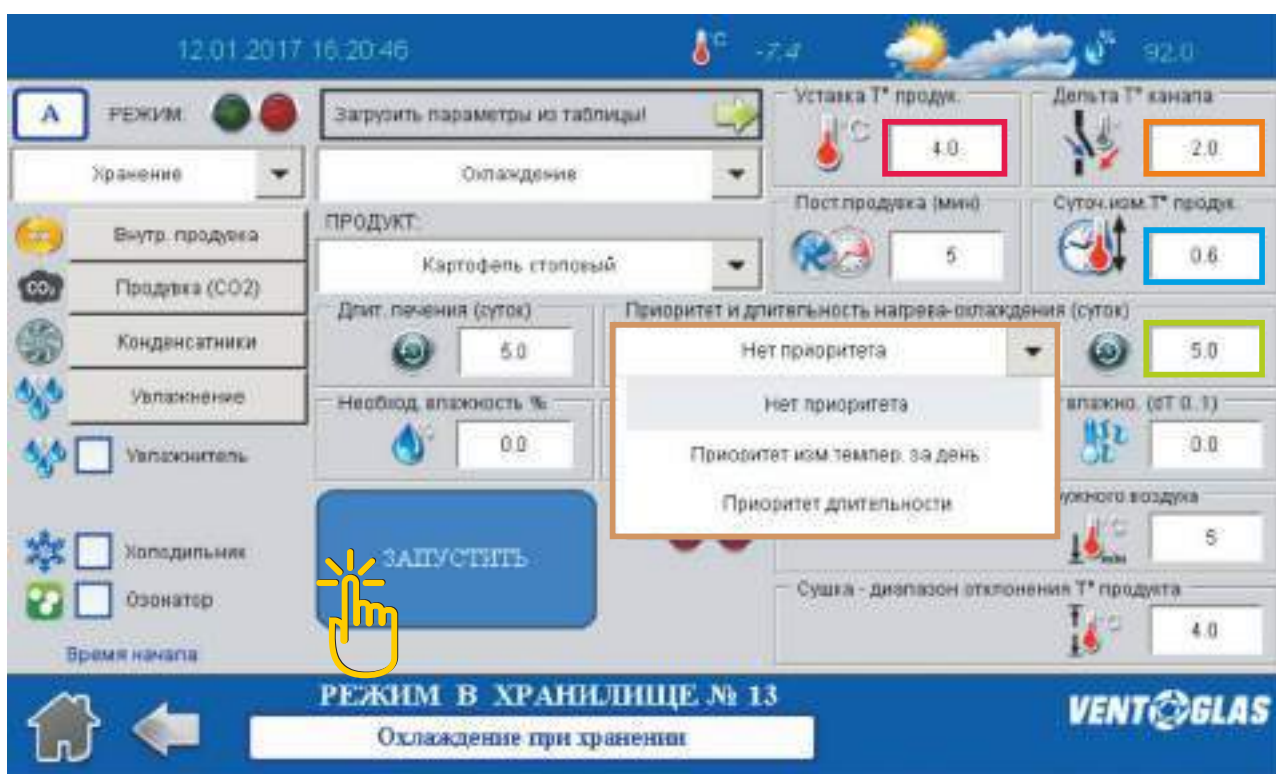 12.01.2017 16:20:46
°C -7.4
% 92.0
A РЕЖИМ:
Загрузить параметры из таблицы!
Уставка Т° продук.
°C 4.0
Дельта Т° канала
2.0
Хранение
Охлаждение
Пост.продувка (мин)
5
Суточ.изм.Т° продук.
0.6
Внутр. продувка
ПРОДУКТ:
Картофель столовый
CO₂ Продувка (CO2)
Длит. лечения (суток)
5.0
Приоритет и длительность нагрева-охлаждения (суток)
Нет приоритета
5.0
Конденсатники
Увлажнение
Необход. влажность %
0.0
Нет приоритета
Приоритет изм темпер. за день
Приоритет длительности
влажно. (dT 0..1)
0.0
Увлажнитель
ружного воздуха
°C 5
Холодильник
ЗАПУСТИТЬ
Озонатор
Сушка - диапазон отклонения Т° продукта
°C 4.0
Время начала
РЕЖИМ В ХРАНИЛИЩЕ № 13
Охлаждение при хранении
VENTOGLAS